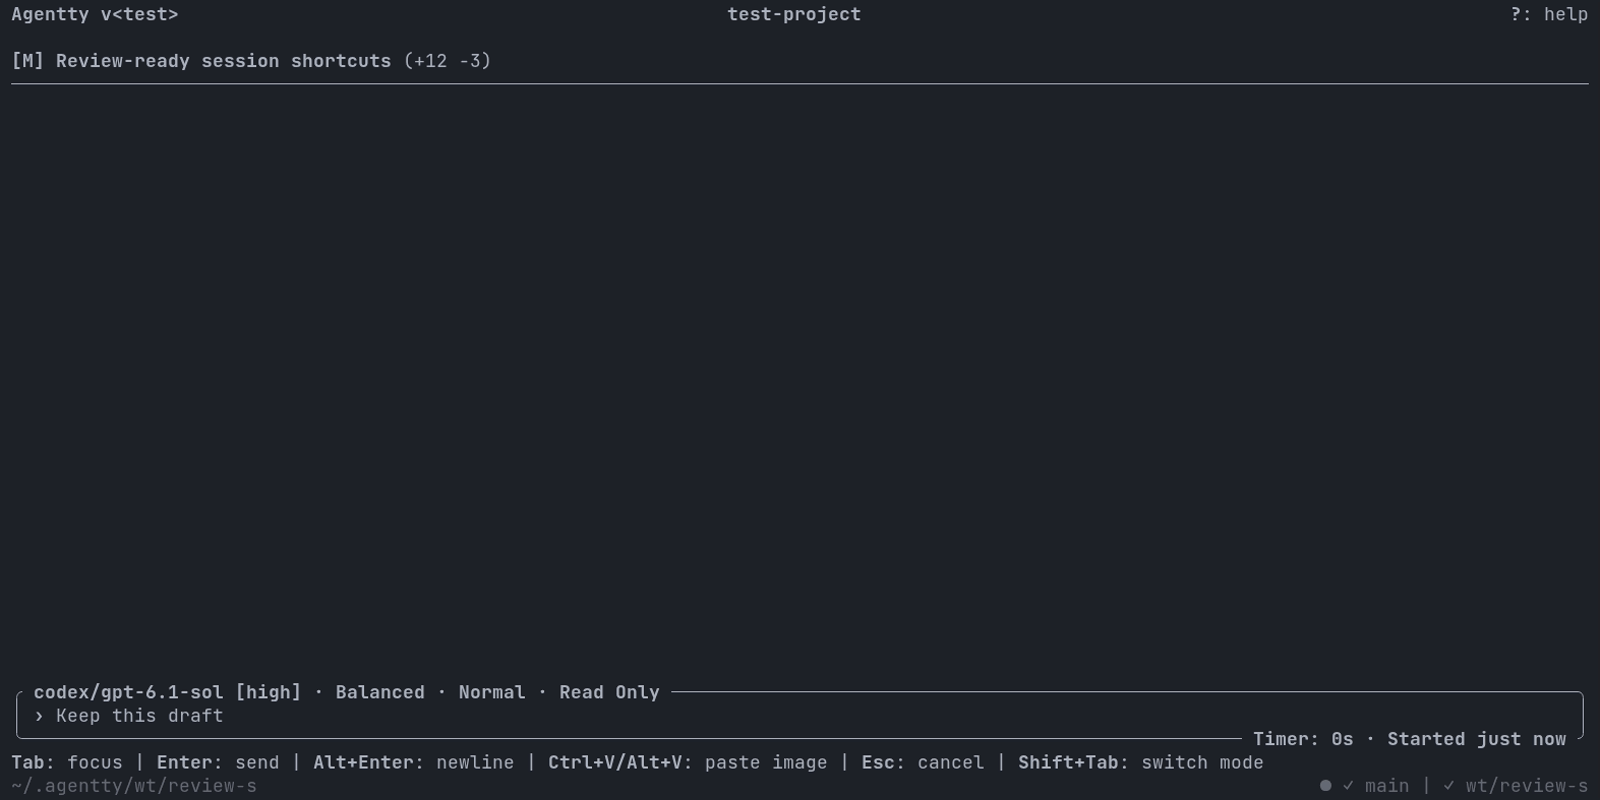 Agentty v<test> test-project ?: help
[M] Review-ready session shortcuts (+12 -3)
codex/gpt-6.1-sol [high] · Balanced · Normal · Read Only
› Keep this draft
Timer: 0s · Started just now
Tab: focus | Enter: send | Alt+Enter: newline | Ctrl+V/Alt+V: paste image | Esc: cancel | Shift+Tab: switch mode
~/.agentty/wt/review-s ● ✓ main | ✓ wt/review-s